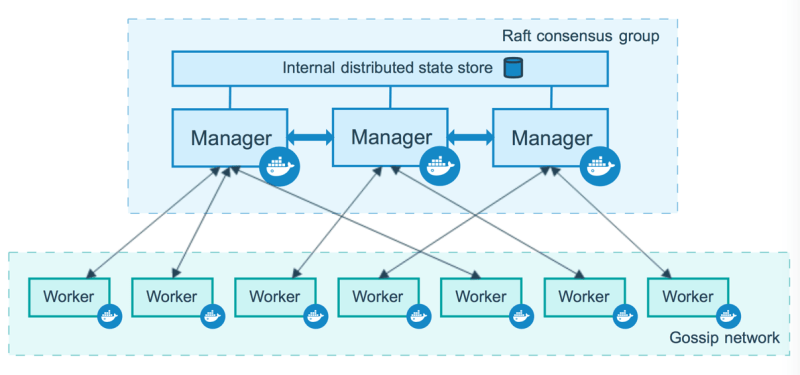 Raft consensus group
Internal distributed state store
Manager
Manager
Manager
Worker
Worker
Worker
Worker
Worker
Worker
Worker
Gossip network